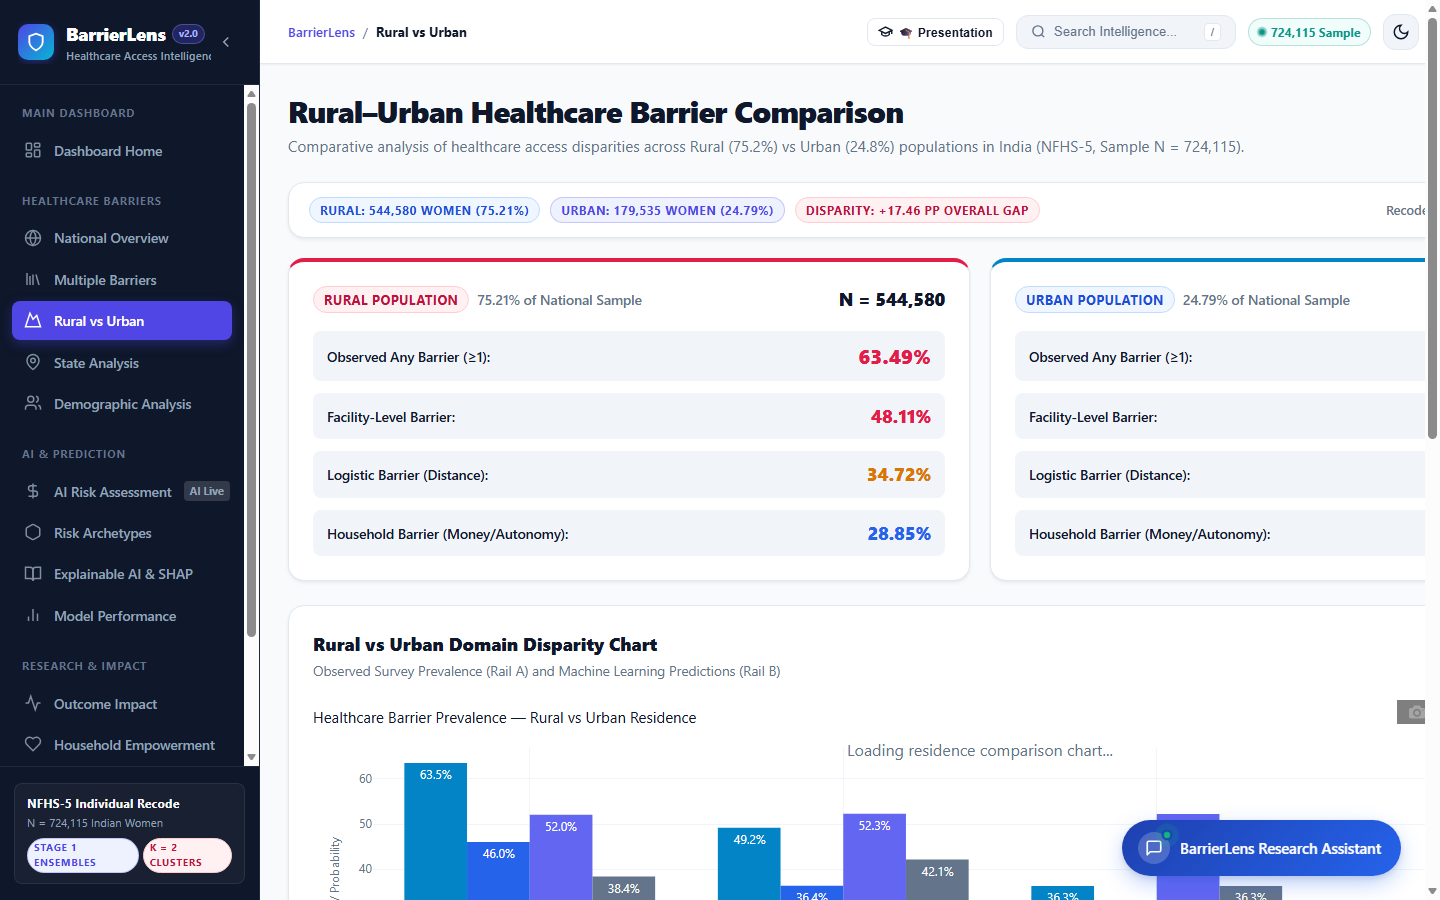 BarrierLens v2.0
Healthcare Access Intelligenc
MAIN DASHBOARD
Dashboard Home
HEALTHCARE BARRIERS
National Overview
Multiple Barriers
Rural vs Urban
State Analysis
Demographic Analysis
AI & PREDICTION
AI Risk Assessment AI Live
Risk Archetypes
Explainable AI & SHAP
Model Performance
RESEARCH & IMPACT
Outcome Impact
Household Empowerment
NFHS-5 Individual Recode
N = 724,115 Indian Women
STAGE 1 ENSEMBLES
K = 2 CLUSTERS
BarrierLens / Rural vs Urban
Presentation
Search Intelligence... /
724,115 Sample
Rural–Urban Healthcare Barrier Comparison
Comparative analysis of healthcare access disparities across Rural (75.2%) vs Urban (24.8%) populations in India (NFHS-5, Sample N = 724,115).
RURAL: 544,580 WOMEN (75.21%)
URBAN: 179,535 WOMEN (24.79%)
DISPARITY: +17.46 PP OVERALL GAP
Recode
RURAL POPULATION 75.21% of National Sample N = 544,580
Observed Any Barrier (≥1): 63.49%
Facility-Level Barrier: 48.11%
Logistic Barrier (Distance): 34.72%
Household Barrier (Money/Autonomy): 28.85%
URBAN POPULATION 24.79% of National Sample
Observed Any Barrier (≥1):
Facility-Level Barrier:
Logistic Barrier (Distance):
Household Barrier (Money/Autonomy):
Rural vs Urban Domain Disparity Chart
Observed Survey Prevalence (Rail A) and Machine Learning Predictions (Rail B)
Healthcare Barrier Prevalence — Rural vs Urban Residence
Loading residence comparison chart...
60
50
40
/ Probability
63.5%
46.0%
52.0%
38.4%
49.2%
36.4%
52.3%
42.1%
36.3%
36.3%
BarrierLens Research Assistant